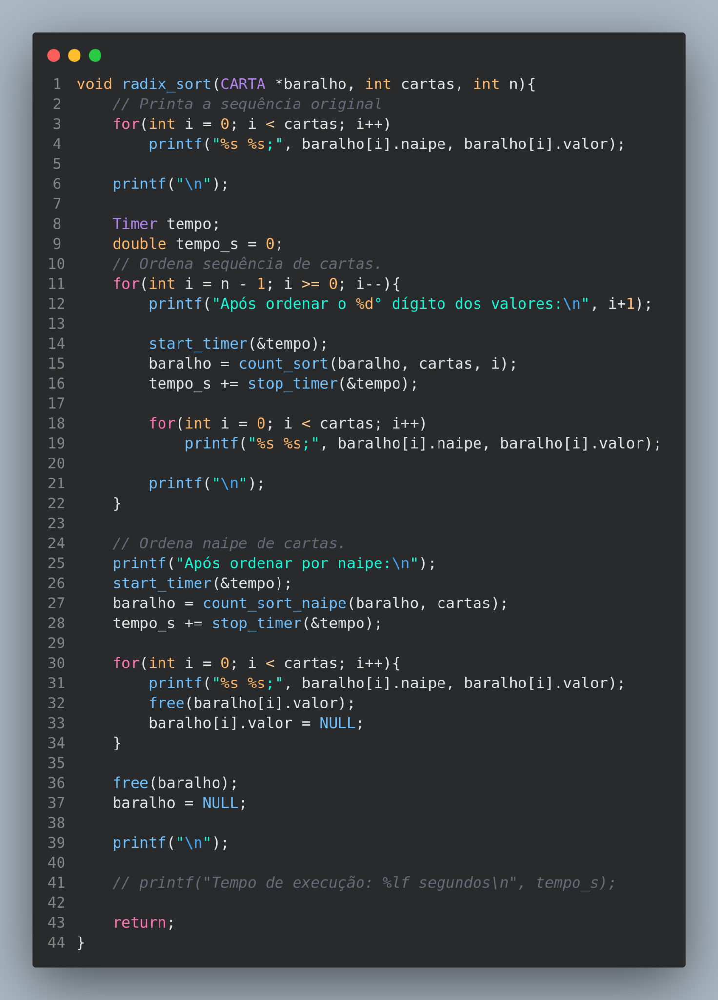 1 void radix_sort(CARTA *baralho, int cartas, int n){
2     // Printa a sequência original
3     for(int i = 0; i < cartas; i++)
4         printf("%s %s;", baralho[i].naipe, baralho[i].valor);
5
6     printf("\n");
7
8     Timer tempo;
9     double tempo_s = 0;
10     // Ordena sequência de cartas.
11     for(int i = n - 1; i >= 0; i--){
12         printf("Após ordenar o %d° dígito dos valores:\n", i+1);
13
14         start_timer(&tempo);
15         baralho = count_sort(baralho, cartas, i);
16         tempo_s += stop_timer(&tempo);
17
18         for(int i = 0; i < cartas; i++)
19             printf("%s %s;", baralho[i].naipe, baralho[i].valor);
20
21         printf("\n");
22     }
23
24     // Ordena naipe de cartas.
25     printf("Após ordenar por naipe:\n");
26     start_timer(&tempo);
27     baralho = count_sort_naipe(baralho, cartas);
28     tempo_s += stop_timer(&tempo);
29
30     for(int i = 0; i < cartas; i++){
31         printf("%s %s;", baralho[i].naipe, baralho[i].valor);
32         free(baralho[i].valor);
33         baralho[i].valor = NULL;
34     }
35
36     free(baralho);
37     baralho = NULL;
38
39     printf("\n");
40
41     // printf("Tempo de execução: %lf segundos\n", tempo_s);
42
43     return;
44 }